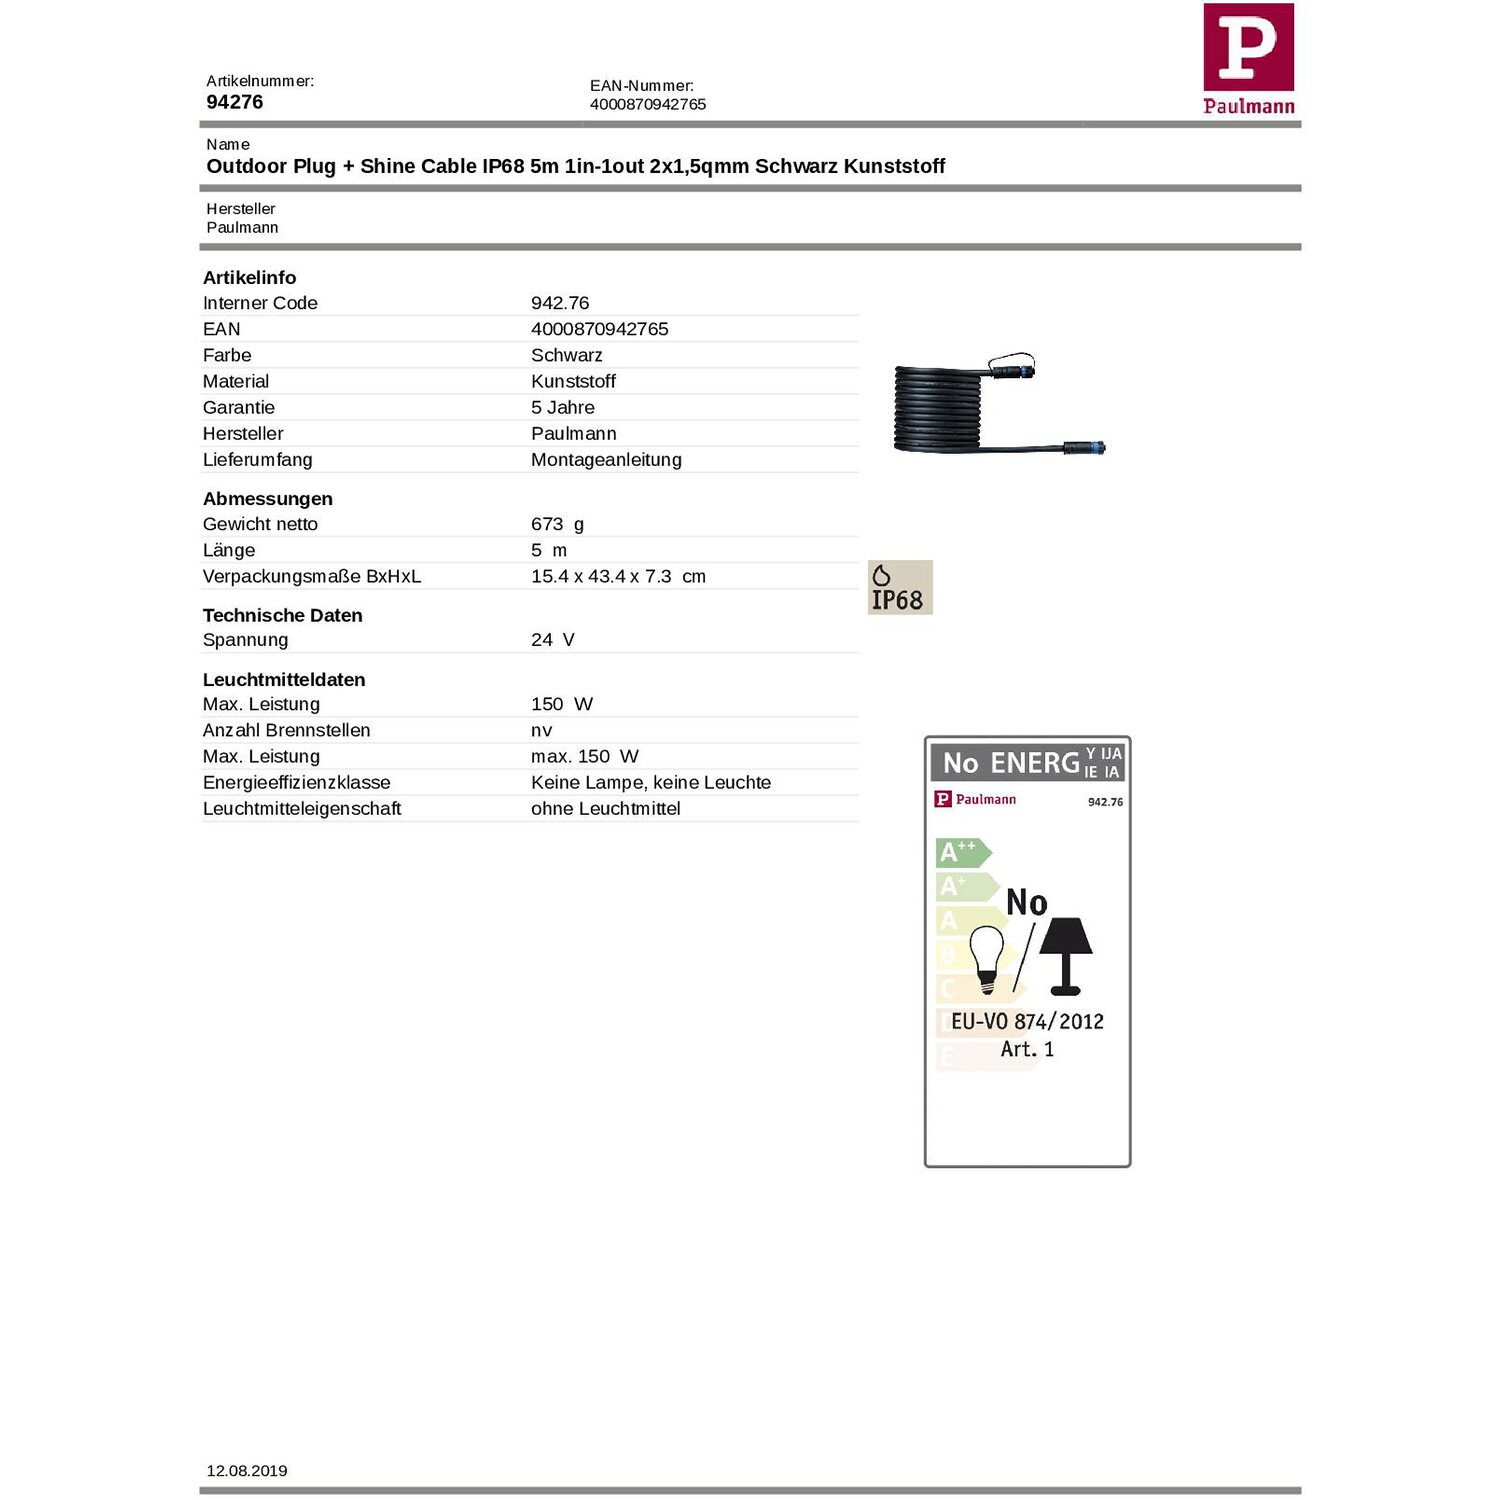 P
Paulmann
Artikelnummer:
94276
EAN-Nummer:
4000870942765
Name
Outdoor Plug + Shine Cable IP68 5m 1in-1out 2x1,5qmm Schwarz Kunststoff
Hersteller
Paulmann
Artikelinfo
Interner Code 942.76
EAN 4000870942765
Farbe Schwarz
Material Kunststoff
Garantie 5 Jahre
Hersteller Paulmann
Lieferumfang Montageanleitung
Abmessungen
Gewicht netto 673 g
Länge 5 m
Verpackungsmaße BxHxL 15.4 x 43.4 x 7.3 cm
Technische Daten
Spannung 24 V
Leuchtmitteldaten
Max. Leistung 150 W
Anzahl Brennstellen nv
Max. Leistung max. 150 W
Energieeffizienzklasse Keine Lampe, keine Leuchte
Leuchtmitteleigenschaft ohne Leuchtmittel
IP68
No ENERG Y IJA
IE IA
P Paulmann 942.76
A++
A+
No
A
B
C
D
EU-VO 874/2012
E
Art. 1
12.08.2019